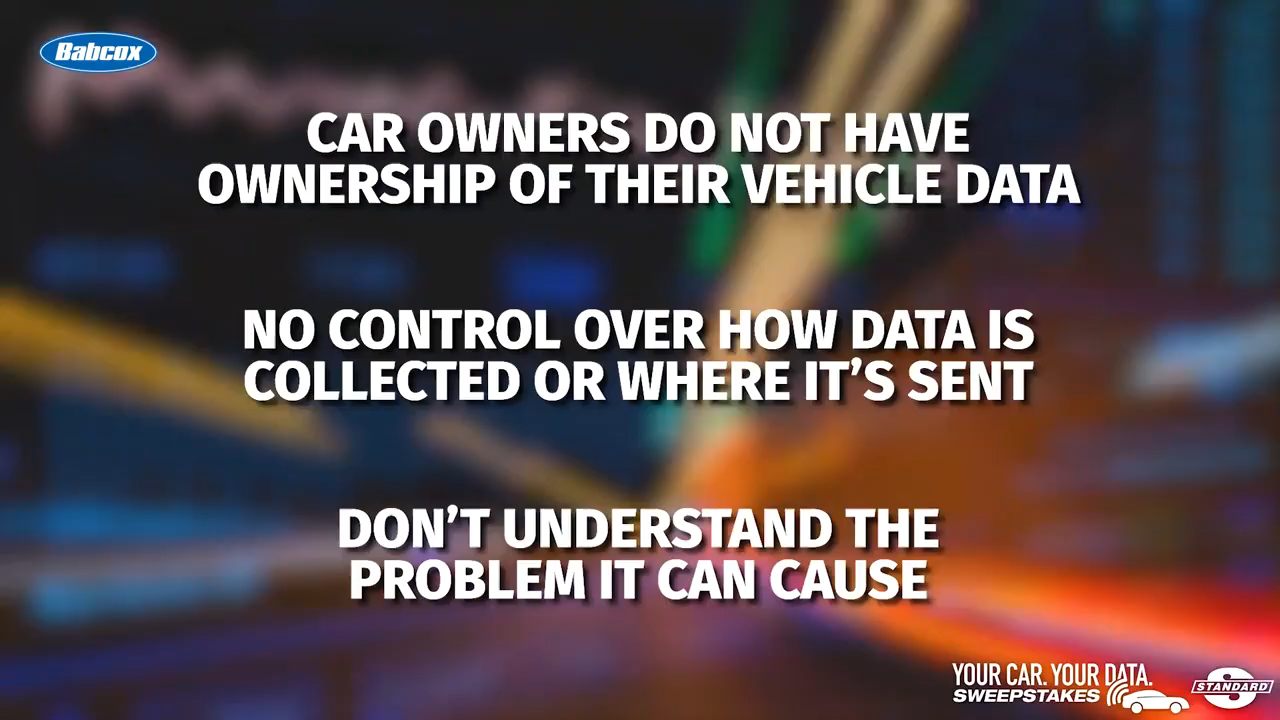 Babcox
CAR OWNERS DO NOT HAVE
OWNERSHIP OF THEIR VEHICLE DATA
NO CONTROL OVER HOW DATA IS
COLLECTED OR WHERE IT’S SENT
DON’T UNDERSTAND THE
PROBLEM IT CAN CAUSE
YOUR CAR. YOUR DATA.
SWEEPSTAKES
S
STANDARD